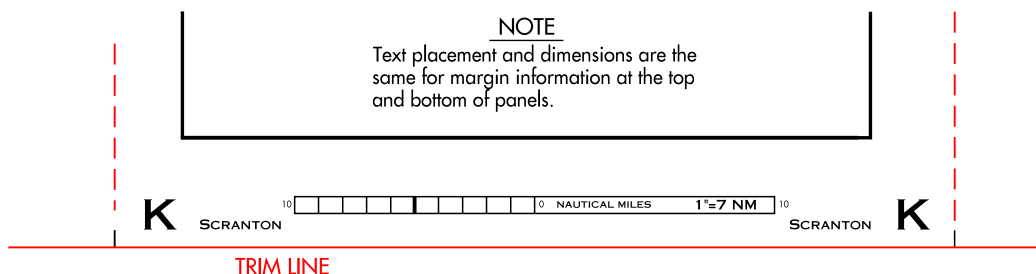 NOTE
Text placement and dimensions are the
same for margin information at the top
and bottom of panels.
K SCRANTON 10 0 NAUTICAL MILES 1"=7 NM 10 SCRANTON K
TRIM LINE